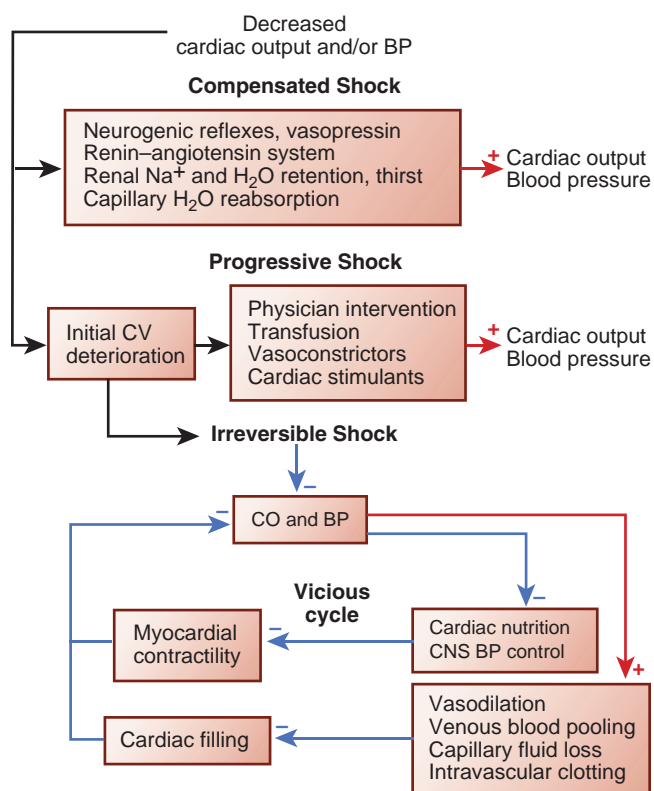 Decreased
cardiac output and/or BP
Compensated Shock
Neurogenic reflexes, vasopressin
Renin–angiotensin system
Renal Na+ and H2O retention, thirst
Capillary H2O reabsorption
+ Cardiac output
Blood pressure
Progressive Shock
Initial CV
deterioration
Physician intervention
Transfusion
Vasoconstrictors
Cardiac stimulants
+ Cardiac output
Blood pressure
Irreversible Shock
–
–
CO and BP
Vicious
cycle
–
Cardiac nutrition
CNS BP control
–
Myocardial
contractility
+
Vasodilation
Venous blood pooling
Capillary fluid loss
Intravascular clotting
–
Cardiac filling